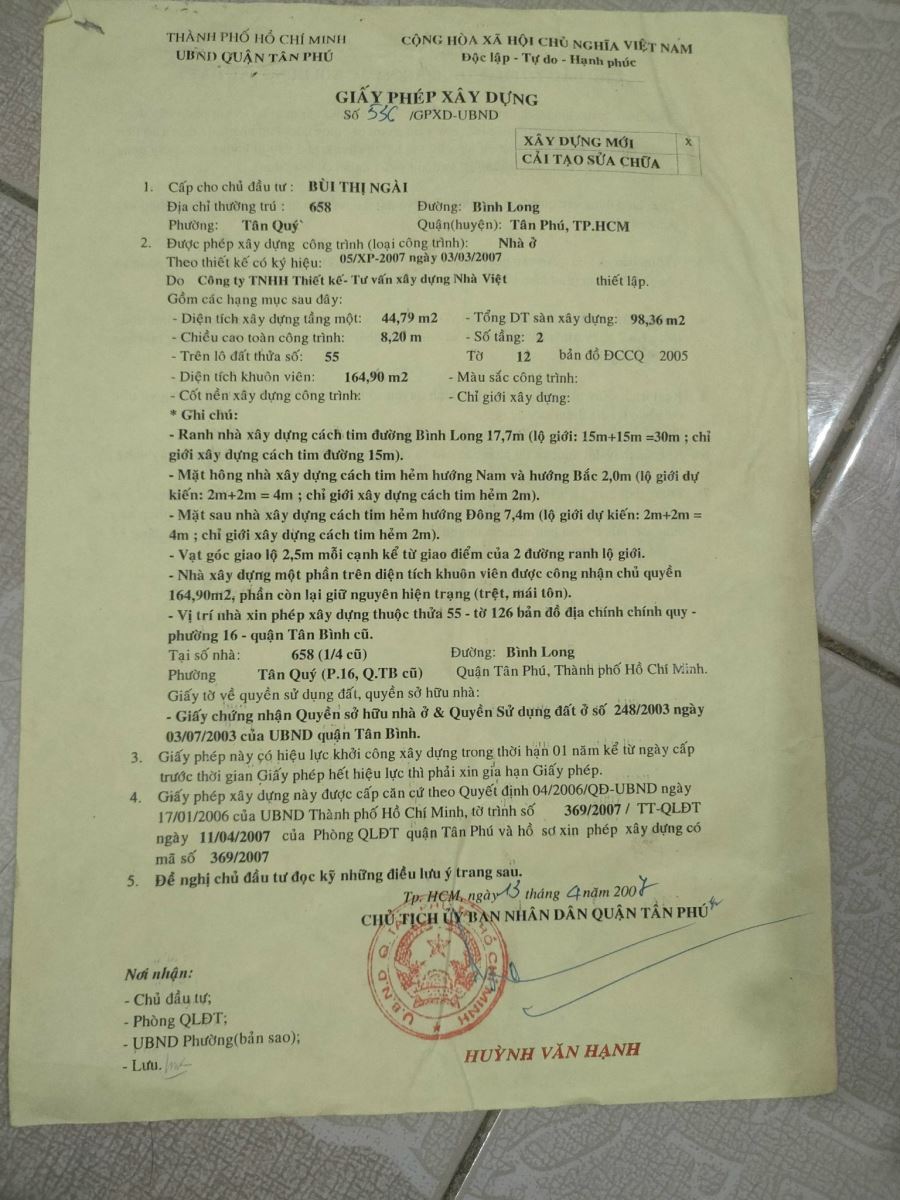 THÀNH PHỐ HỒ CHÍ MINH
UBND QUẬN TÂN PHÚ
CỘNG HÒA XÃ HỘI CHỦ NGHĨA VIỆT NAM
Độc lập - Tự do - Hạnh phúc
GIẤY PHÉP XÂY DỰNG
Số 556 /GPXD-UBND
XÂY DỰNG MỚI x
CẢI TẠO SỬA CHỮA
1. Cấp cho chủ đầu tư : BÙI THỊ NGÀI
Địa chỉ thường trú : 658 Đường: Bình Long
Phường: Tân Quý Quận(huyện): Tân Phú, TP.HCM
2. Được phép xây dựng công trình (loại công trình): Nhà ở
Theo thiết kế có ký hiệu: 05/XP-2007 ngày 03/03/2007
Do Công ty TNHH Thiết kế- Tư vấn xây dựng Nhà Việt thiết lập.
Gồm các hạng mục sau đây:
- Diện tích xây dựng tầng một: 44,79 m2 - Tổng DT sàn xây dựng: 98,36 m2
- Chiều cao toàn công trình: 8,20 m - Số tầng: 2
- Trên lô đất thửa số: 55 Tờ 12 bản đồ ĐCCQ 2005
- Diện tích khuôn viên: 164,90 m2 - Màu sắc công trình:
- Cốt nền xây dựng công trình: - Chỉ giới xây dựng:
* Ghi chú:
- Ranh nhà xây dựng cách tim đường Bình Long 17,7m (lộ giới: 15m+15m =30m ; chỉ
giới xây dựng cách tim đường 15m).
- Mặt hông nhà xây dựng cách tim hẻm hướng Nam và hướng Bắc 2,0m (lộ giới dự
kiến: 2m+2m = 4m ; chỉ giới xây dựng cách tim hẻm 2m).
- Mặt sau nhà xây dựng cách tim hẻm hướng Đông 7,4m (lộ giới dự kiến: 2m+2m =
4m ; chỉ giới xây dựng cách tim hẻm 2m).
- Vạt góc giao lộ 2,5m mỗi cạnh kể từ giao điểm của 2 đường ranh lộ giới.
- Nhà xây dựng một phần trên diện tích khuôn viên được công nhận chủ quyền
164,90m2, phần còn lại giữ nguyên hiện trạng (trệt, mái tôn).
- Vị trí nhà xin phép xây dựng thuộc thửa 55 - tờ 126 bản đồ địa chính chính quy -
phường 16 - quận Tân Bình cũ.
Tại số nhà: 658 (1/4 cũ) Đường: Bình Long
Phường Tân Quý (P.16, Q.TB cũ) Quận Tân Phú, Thành phố Hồ Chí Minh.
Giấy tờ về quyền sử dụng đất, quyền sở hữu nhà:
- Giấy chứng nhận Quyền sở hữu nhà ở & Quyền Sử dụng đất ở số 248/2003 ngày
03/07/2003 của UBND quận Tân Bình.
3. Giấy phép này có hiệu lực khởi công xây dựng trong thời hạn 01 năm kể từ ngày cấp
trước thời gian Giấy phép hết hiệu lực thì phải xin gia hạn Giấy phép.
4. Giấy phép xây dựng này được cấp căn cứ theo Quyết định 04/2006/QĐ-UBND ngày
17/01/2006 của UBND Thành phố Hồ Chí Minh, tờ trình số 369/2007 / TT-QLĐT
ngày 11/04/2007 của Phòng QLĐT quận Tân Phú và hồ sơ xin phép xây dựng có
mã số 369/2007
5. Đề nghị chủ đầu tư đọc kỹ những điều lưu ý trang sau.
Tp. HCM, ngày 13 tháng 4 năm 2007
CHỦ TỊCH ỦY BAN NHÂN DÂN QUẬN TÂN PHÚ
Nơi nhận:
- Chủ đầu tư;
- Phòng QLĐT;
- UBND Phường(bản sao);
- Lưu.
HUỲNH VĂN HẠNH